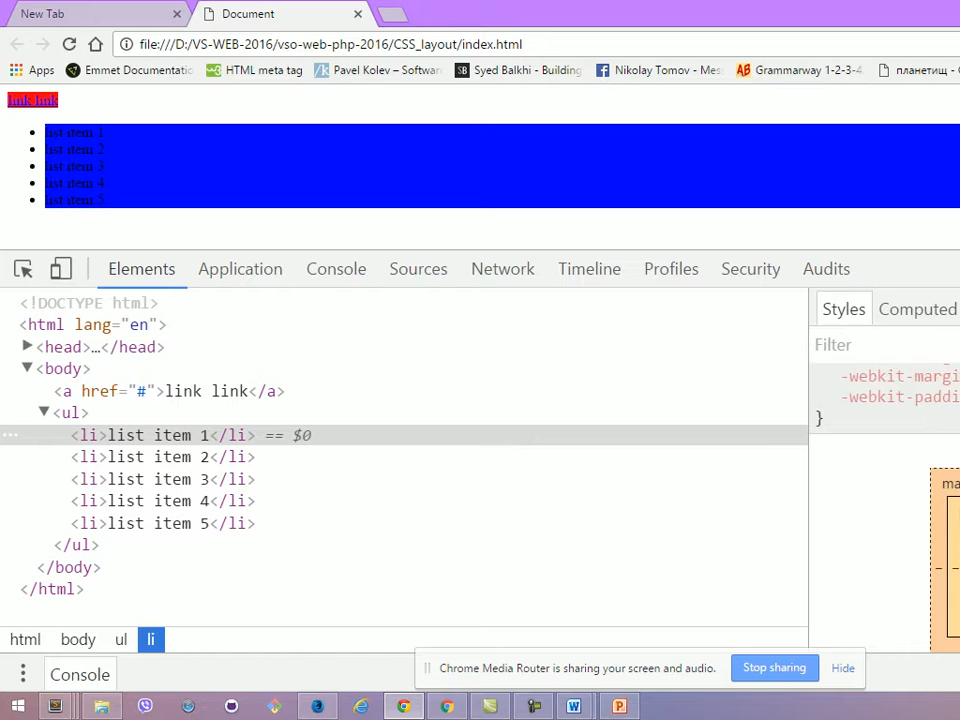 New Tab
Document
file:///D:/VS-WEB-2016/vso-web-php-2016/CSS_layout/index.html
Apps Emmet Documentatio HTML meta tag Pavel Kolev – Softwar Syed Balkhi - Building Nikolay Tomov - Mes Grammarway 1-2-3-4. планетищ -
link link
list item 1
list item 2
list item 3
list item 4
list item 5
Elements Application Console Sources Network Timeline Profiles Security Audits
<!DOCTYPE html>
<html lang="en">
<head>…</head>
<body>
<a href="#">link link</a>
<ul>
<li>list item 1</li> == $0
<li>list item 2</li>
<li>list item 3</li>
<li>list item 4</li>
<li>list item 5</li>
</ul>
</body>
</html>
html body ul li
Styles Computed
Filter
-webkit-margi
-webkit-paddi
}
ma
Console
Chrome Media Router is sharing your screen and audio. Stop sharing Hide